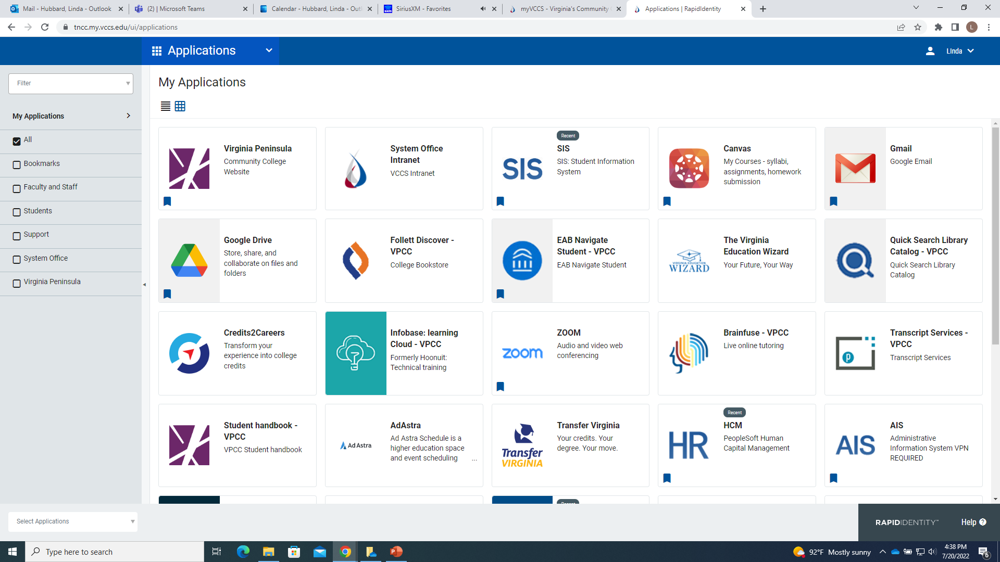 Mail - Hubbard, Linda - Outlook
(2) | Microsoft Teams
Calendar - Hubbard, Linda - Outl
SiriusXM - Favorites
myVCCS - Virginia's Community
Applications | RapidIdentity
tncc.my.vccs.edu/ui/applications
L
Applications
LInda
Filter
My Applications
All
Bookmarks
Faculty and Staff
Students
Support
System Office
Virginia Peninsula
My Applications
Virginia Peninsula
Community College
Website
System Office
Intranet
VCCS Intranet
Recent
SIS
SIS
SIS: Student Information
System
Canvas
My Courses - syllabi,
assignments, homework
submission
Gmail
Google Email
Google Drive
Store, share, and
collaborate on files and
folders
Follett Discover -
VPCC
College Bookstore
EAB Navigate
Student - VPCC
EAB Navigate Student
VIRGINIA EDUCATION
WIZARD
The Virginia
Education Wizard
Your Future, Your Way
Quick Search Library
Catalog - VPCC
Quick Search Library
Catalog
Credits2Careers
Transform your
experience into college
credits
Infobase: learning
Cloud - VPCC
Formerly Hoonuit:
Technical training
zoom
ZOOM
Audio and video web
conferencing
Brainfuse - VPCC
Live online tutoring
p
Transcript Services -
VPCC
Transcript Services
Student handbook -
VPCC
VPCC Student handbook
Ad Astra
AdAstra
Ad Astra Schedule is a
higher education space
and event scheduling ...
Transfer
VIRGINIA
Transfer Virginia
Your credits. Your
degree. Your move.
Recent
HR
HCM
PeopleSoft Human
Capital Management
AIS
AIS
Administrative
Information System VPN
REQUIRED
Recent
Select Applications
RAPIDIDENTITY™
Help ?
Type here to search
92°F Mostly sunny
4:38 PM
7/20/2022
6